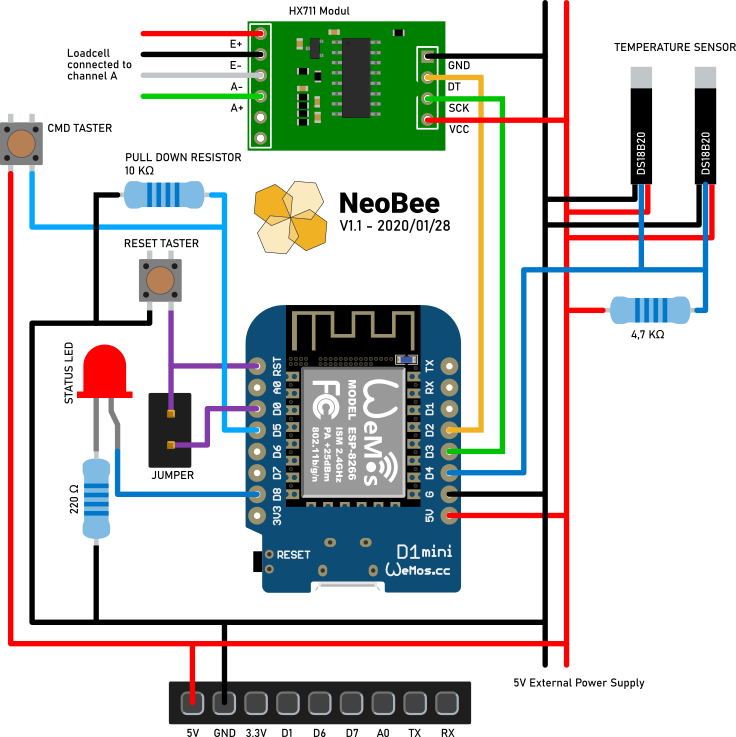 HX711 Modul
Loadcell
connected to
channel A
E+
E-
A-
A+
GND
DT
SCK
VCC
TEMPERATURE SENSOR
DS18B20
DS18B20
CMD TASTER
PULL DOWN RESISTOR
10 KΩ
NeoBee
V1.1 - 2020/01/28
RESET TASTER
4,7 KΩ
STATUS LED
JUMPER
220 Ω
RST
A0
D0
D5
D6
D7
D8
3V3
TX
RX
D1
D2
D3
D4
G
5V
WeMos
MODEL ESP-8266
ISM 2.4GHz
PA +25dBm
802.11b/g/n
FC
RESET
D1mini
WeMos.cc
5V External Power Supply
5V GND 3.3V D1 D6 D7 A0 TX RX